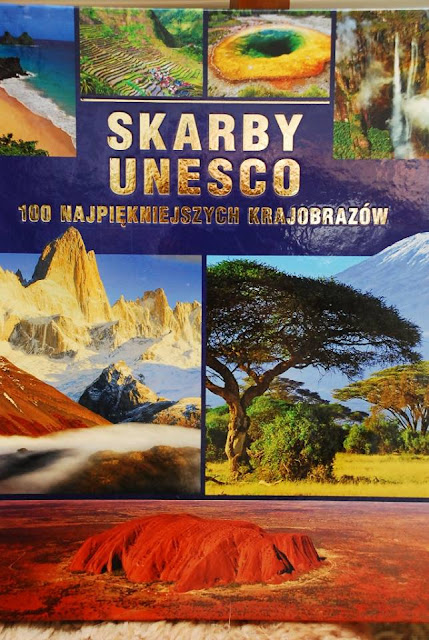 SKARBY
UNESCO
100 NAJPIĘKNIEJSZYCH KRAJOBRAZÓW